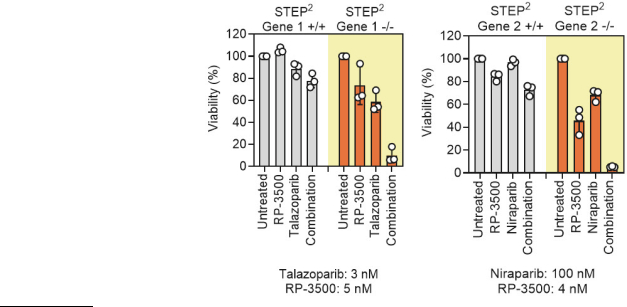 STEP2 STEP2
Gene 1 +/+ Gene 1 -/-
Viability (%)
120
100
80
60
40
20
0
Untreated
RP-3500
Talazoparib
Combination
Untreated
RP-3500
Talazoparib
Combination
Talazoparib: 3 nM
RP-3500: 5 nM
STEP2 STEP2
Gene 2 +/+ Gene 2 -/-
Viability (%)
120
100
80
60
40
20
0
Untreated
RP-3500
Niraparib
Combination
Untreated
RP-3500
Niraparib
Combination
Niraparib: 100 nM
RP-3500: 4 nM